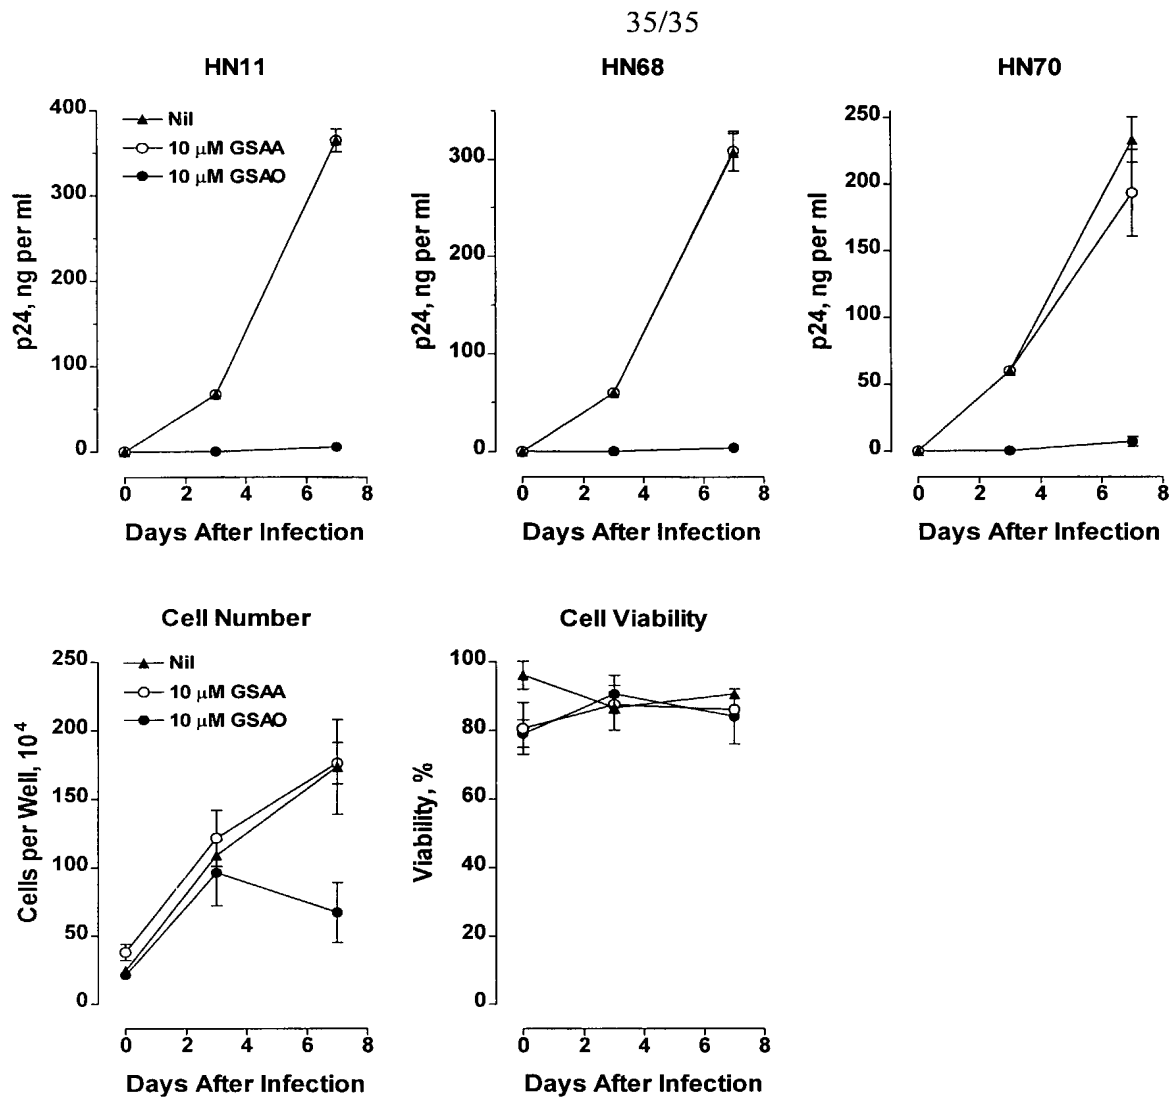 35/35
HN11
HN68
HN70
Nil
10 µM GSAA
10 µM GSAO
p24, ng per ml
400
300
200
100
0
0 2 4 6 8
Days After Infection
p24, ng per ml
300
200
100
0
0 2 4 6 8
Days After Infection
p24, ng per ml
250
200
150
100
50
0
0 2 4 6 8
Days After Infection
Cell Number
Nil
10 µM GSAA
10 µM GSAO
Cells per Well, 10⁴
250
200
150
100
50
0
0 2 4 6 8
Days After Infection
Cell Viability
Viability, %
100
80
60
40
20
0
0 2 4 6 8
Days After Infection